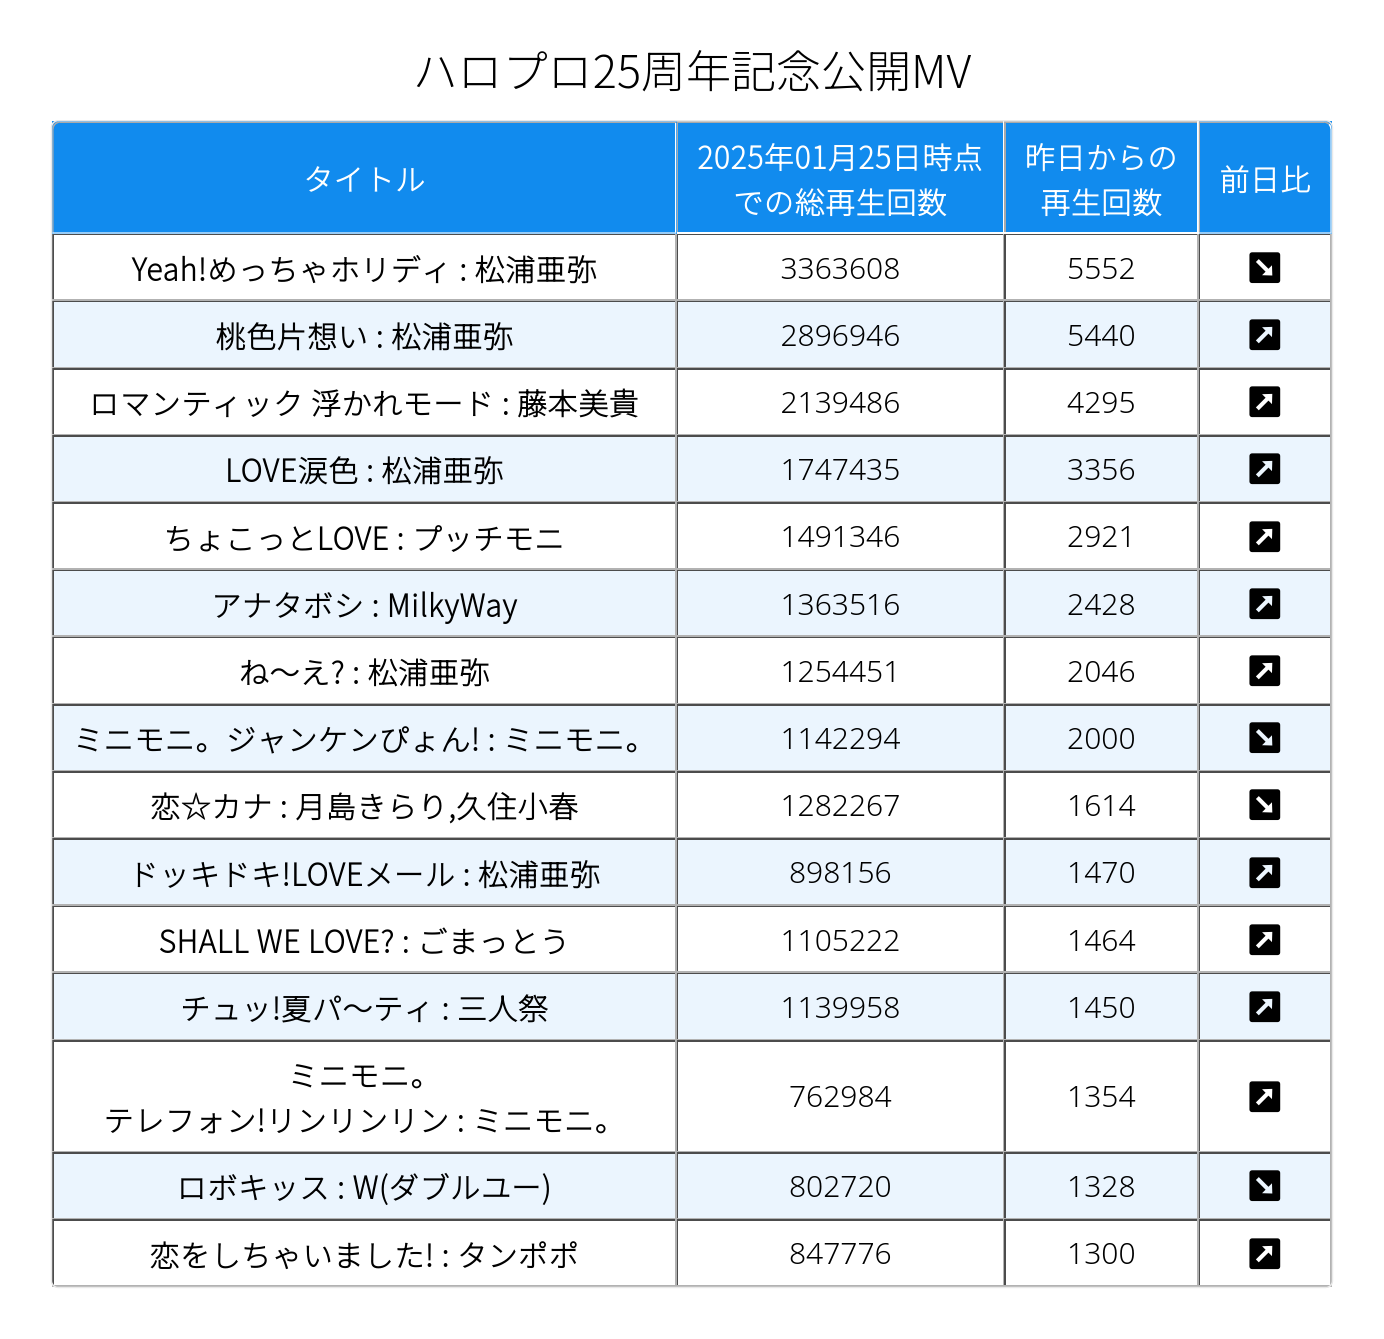 ハロプロ25周年記念公開MV
タイトル 2025年01月25日時点 昨日からの 前日比
での総再生回数 再生回数
Yeah!めっちゃホリディ : 松浦亜弥 3363608 5552 ↘
桃色片想い : 松浦亜弥 2896946 5440 ↗
ロマンティック 浮かれモード : 藤本美貴 2139486 4295 ↗
LOVE涙色 : 松浦亜弥 1747435 3356 ↗
ちょこっとLOVE : プッチモニ 1491346 2921 ↗
アナタボシ : MilkyWay 1363516 2428 ↗
ね〜え? : 松浦亜弥 1254451 2046 ↗
ミニモニ。ジャンケンぴょん! : ミニモニ。 1142294 2000 ↘
恋☆カナ : 月島きらり,久住小春 1282267 1614 ↘
ドッキドキ!LOVEメール : 松浦亜弥 898156 1470 ↗
SHALL WE LOVE? : ごまっとう 1105222 1464 ↗
チュッ!夏パ〜ティ : 三人祭 1139958 1450 ↗
ミニモニ。
テレフォン!リンリンリン : ミニモニ。 762984 1354 ↗
ロボキッス : W(ダブルユー) 802720 1328 ↘
恋をしちゃいました! : タンポポ 847776 1300 ↗